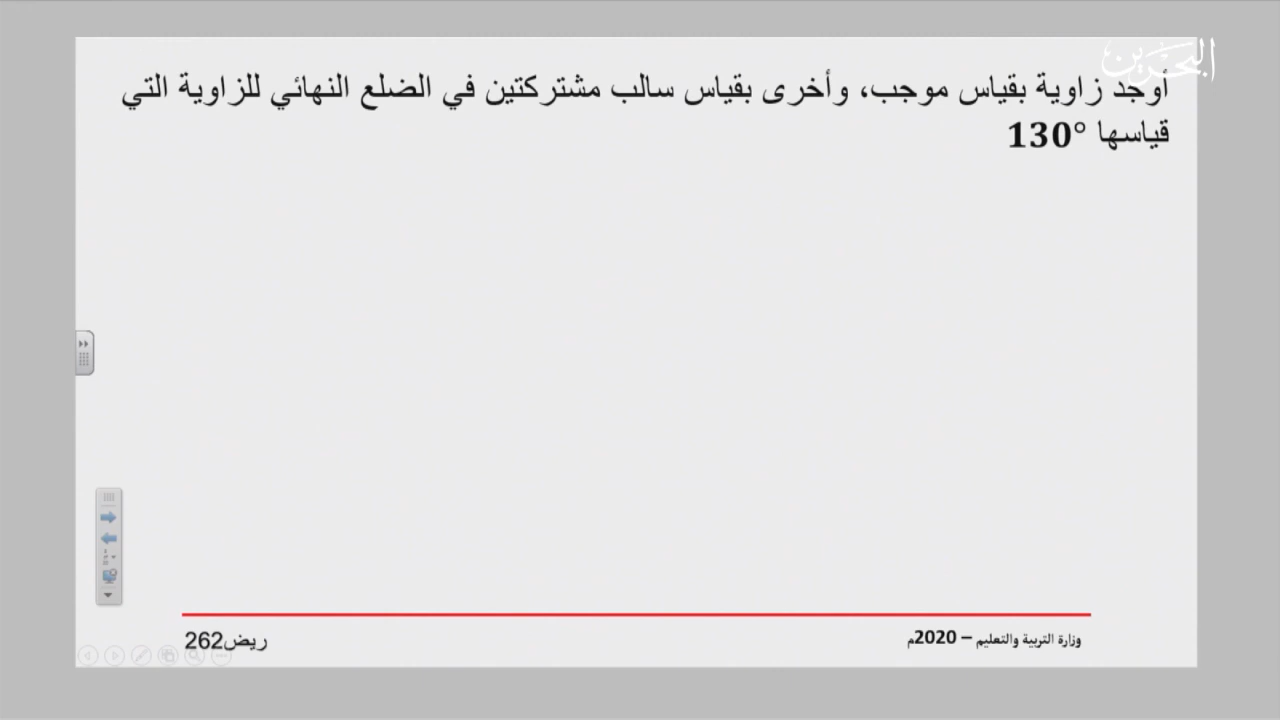 البحرين
أوجد زاوية بقياس موجب، وأخرى بقياس سالب مشتركتين في الضلع النهائي للزاوية التي
قياسها 130°
وزارة التربية والتعليم – 2020م
ريض262